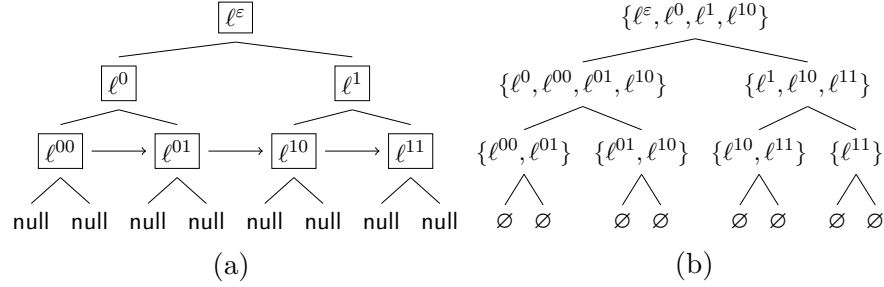 ℓ^ε {ℓ^ε, ℓ^0, ℓ^1, ℓ^10}
ℓ^0 ℓ^1 {ℓ^0, ℓ^00, ℓ^01, ℓ^10} {ℓ^1, ℓ^10, ℓ^11}
ℓ^00 ℓ^01 ℓ^10 ℓ^11 {ℓ^00, ℓ^01} {ℓ^01, ℓ^10} {ℓ^10, ℓ^11} {ℓ^11}
null null null null null null null null ∅ ∅ ∅ ∅ ∅ ∅ ∅ ∅
(a) (b)